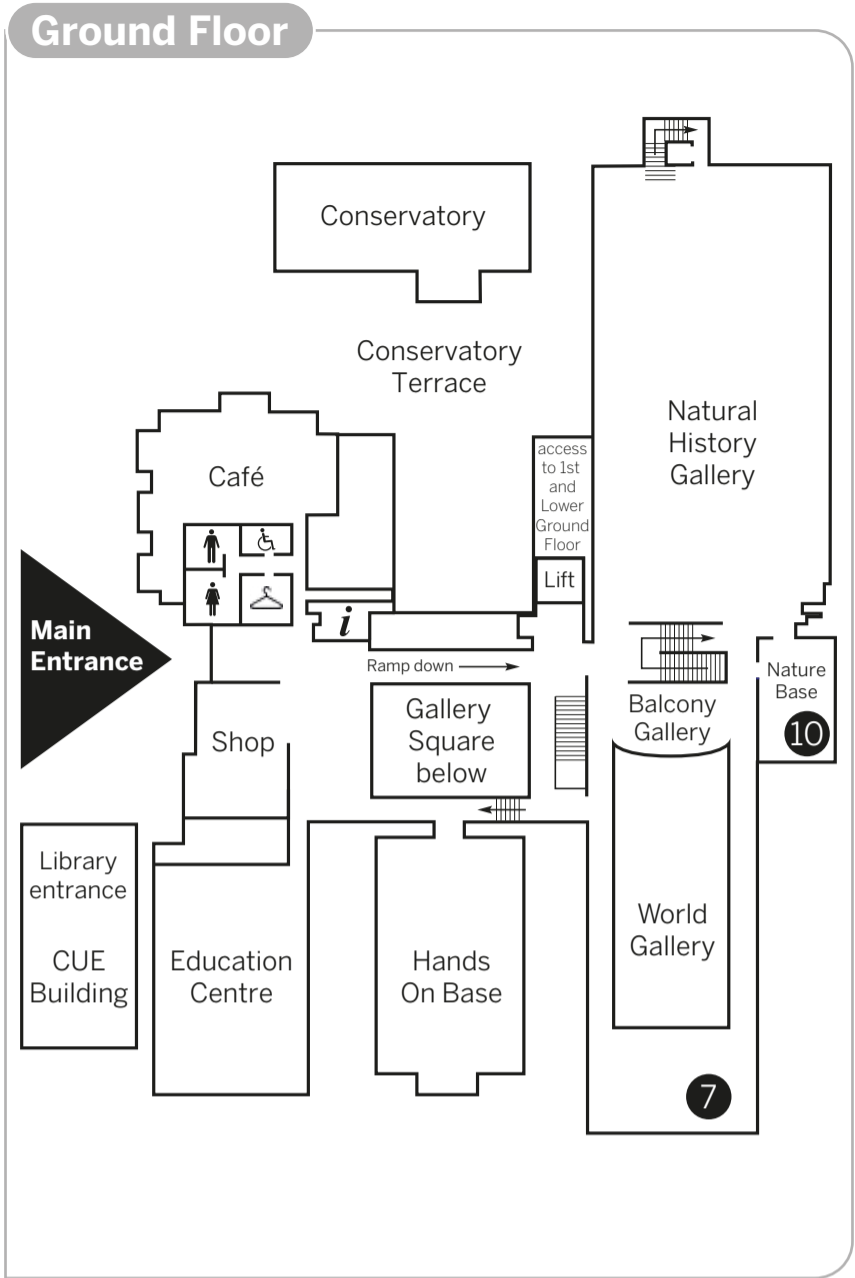 Ground Floor
Conservatory
Conservatory
Terrace
Natural
History
Gallery
access
to 1st
and
Lower
Ground
Floor
Lift
Café
i
Main
Entrance
Ramp down
Nature
Base
10
Balcony
Gallery
Gallery
Square
below
Shop
Library
entrance
CUE
Building
Education
Centre
Hands
On Base
World
Gallery
7